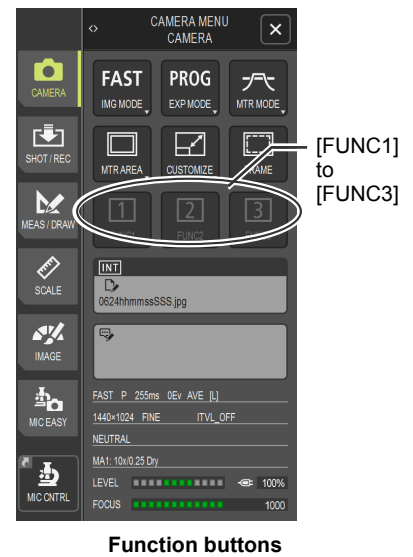 CAMERA MENU
CAMERA
CAMERA
SHOT / REC
MEAS / DRAW
SCALE
IMAGE
MIC EASY
MIC CNTRL
FAST PROG
IMG MODE EXP MODE MTR MODE
MTR AREA CUSTOMIZE
1 2 3
FUNC2
[FUNC1]
to
[FUNC3]
INT
0624hhmmssSSS.jpg
FAST P 255ms 0Ev AVE [L]
1440×1024 FINE ITVL_OFF
NEUTRAL
MA1: 10x/0.25 Dry
LEVEL 100%
FOCUS 1000
Function buttons